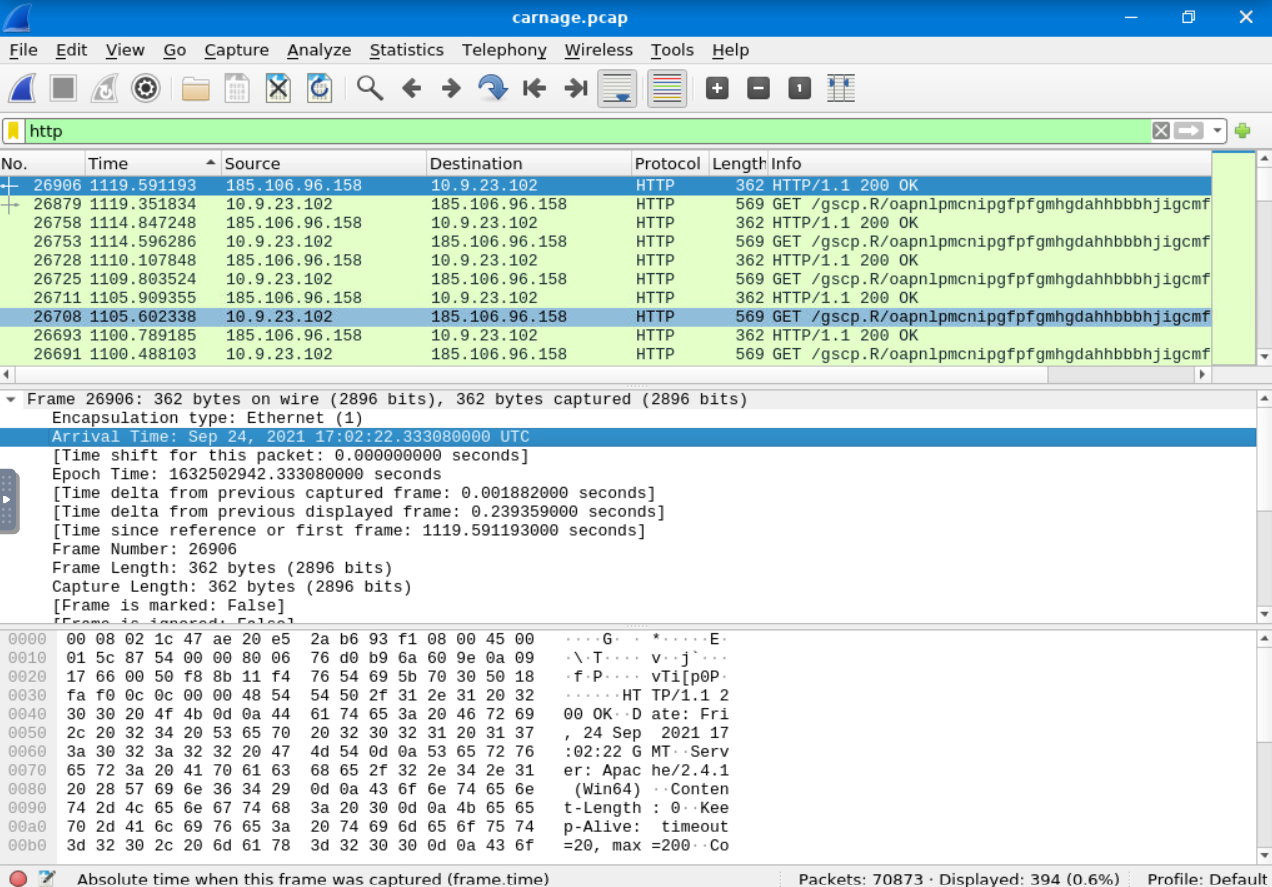 carnage.pcap
File Edit View Go Capture Analyze Statistics Telephony Wireless Tools Help
http
No. Time Source Destination Protocol Length Info
26906 1119.591193 185.106.96.158 10.9.23.102 HTTP 362 HTTP/1.1 200 OK
26879 1119.351834 10.9.23.102 185.106.96.158 HTTP 569 GET /gscp.R/oapnlpmcnipgfpfgmhgdahhbbbbhjigcmf
26758 1114.847248 185.106.96.158 10.9.23.102 HTTP 362 HTTP/1.1 200 OK
26753 1114.596286 10.9.23.102 185.106.96.158 HTTP 569 GET /gscp.R/oapnlpmcnipgfpfgmhgdahhbbbbhjigcmf
26728 1110.107848 185.106.96.158 10.9.23.102 HTTP 362 HTTP/1.1 200 OK
26725 1109.803524 10.9.23.102 185.106.96.158 HTTP 569 GET /gscp.R/oapnlpmcnipgfpfgmhgdahhbbbbhjigcmf
26711 1105.909355 185.106.96.158 10.9.23.102 HTTP 362 HTTP/1.1 200 OK
26708 1105.602338 10.9.23.102 185.106.96.158 HTTP 569 GET /gscp.R/oapnlpmcnipgfpfgmhgdahhbbbbhjigcmf
26693 1100.789185 185.106.96.158 10.9.23.102 HTTP 362 HTTP/1.1 200 OK
26691 1100.488103 10.9.23.102 185.106.96.158 HTTP 569 GET /gscp.R/oapnlpmcnipgfpfgmhgdahhbbbbhjigcmf
Frame 26906: 362 bytes on wire (2896 bits), 362 bytes captured (2896 bits)
Encapsulation type: Ethernet (1)
Arrival Time: Sep 24, 2021 17:02:22.333080000 UTC
[Time shift for this packet: 0.000000000 seconds]
Epoch Time: 1632502942.333080000 seconds
[Time delta from previous captured frame: 0.001882000 seconds]
[Time delta from previous displayed frame: 0.239359000 seconds]
[Time since reference or first frame: 1119.591193000 seconds]
Frame Number: 26906
Frame Length: 362 bytes (2896 bits)
Capture Length: 362 bytes (2896 bits)
[Frame is marked: False]
[Frame is ignored: False]
0000 00 08 02 1c 47 ae 20 e5 2a b6 93 f1 08 00 45 00 ····G· · *·····E·
0010 01 5c 87 54 00 00 80 06 76 d0 b9 6a 60 9e 0a 09 ·\·T···· v··j`···
0020 17 66 00 50 f8 8b 11 f4 76 54 69 5b 70 30 50 18 ·f·P···· vTi[p0P·
0030 fa f0 0c 0c 00 00 48 54 54 50 2f 31 2e 31 20 32 ······HT TP/1.1 2
0040 30 30 20 4f 4b 0d 0a 44 61 74 65 3a 20 46 72 69 00 OK··D ate: Fri
0050 2c 20 32 34 20 53 65 70 20 32 30 32 31 20 31 37 , 24 Sep 2021 17
0060 3a 30 32 3a 32 32 20 47 4d 54 0d 0a 53 65 72 76 :02:22 G MT··Serv
0070 65 72 3a 20 41 70 61 63 68 65 2f 32 2e 34 2e 31 er: Apac he/2.4.1
0080 20 28 57 69 6e 36 34 29 0d 0a 43 6f 6e 74 65 6e (Win64) ··Conten
0090 74 2d 4c 65 6e 67 74 68 3a 20 30 0d 0a 4b 65 65 t-Length : 0··Kee
00a0 70 2d 41 6c 69 76 65 3a 20 74 69 6d 65 6f 75 74 p-Alive: timeout
00b0 3d 32 30 2c 20 6d 61 78 3d 32 30 30 0d 0a 43 6f =20, max =200··Co
Absolute time when this frame was captured (frame.time) Packets: 70873 · Displayed: 394 (0.6%) Profile: Default